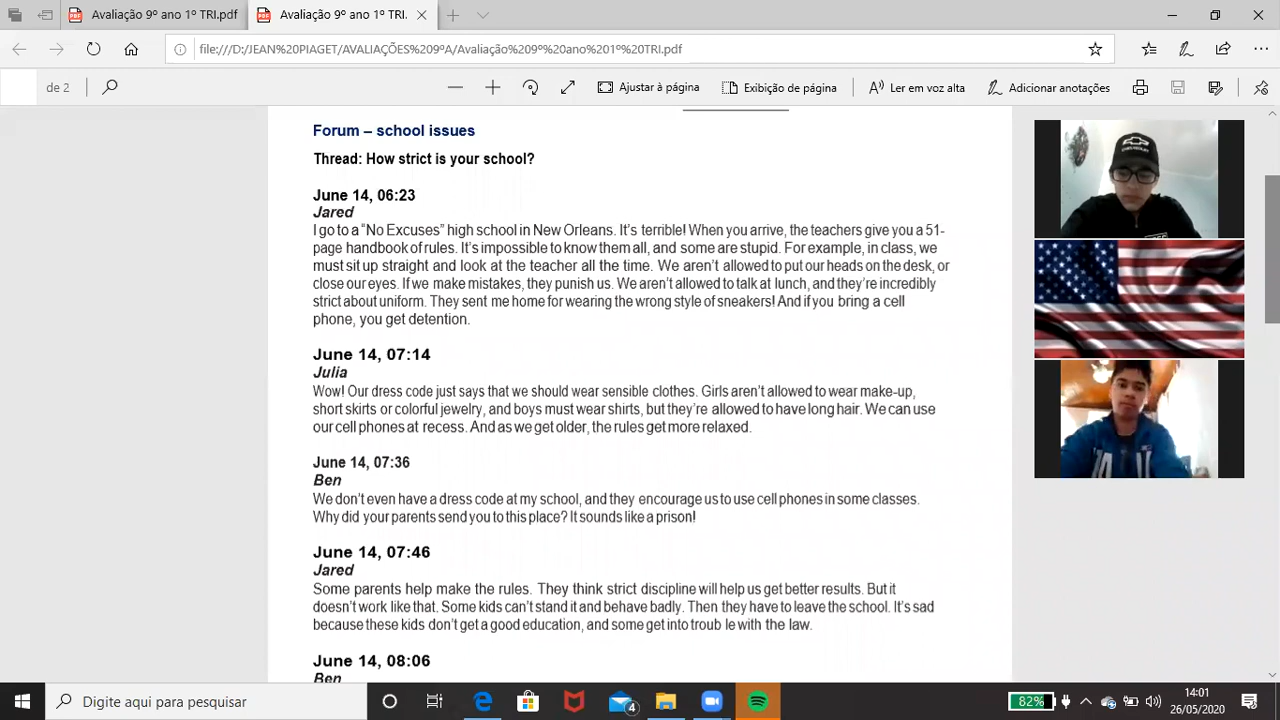 Avaliação 9º ano 1º TRI.pdf
Avaliação 9º ano 1º TRI.
file:///D:/JEAN%20PIAGET/AVALIAÇÕES%209ºA/Avaliação%209º%20ano%201º%20TRI.pdf
de 2
Ajustar à página
Exibição de página
Ler em voz alta
Adicionar anotações
Forum – school issues
Thread: How strict is your school?
June 14, 06:23
Jared
I go to a “No Excuses” high school in New Orleans. It’s terrible! When you arrive, the teachers give you a 51-
page handbook of rules. It’s impossible to know them all, and some are stupid. For example, in class, we
must sit up straight and look at the teacher all the time. We aren’t allowed to put our heads on the desk, or
close our eyes. If we make mistakes, they punish us. We aren’t allowed to talk at lunch, and they’re incredibly
strict about uniform. They sent me home for wearing the wrong style of sneakers! And if you bring a cell
phone, you get detention.
June 14, 07:14
Julia
Wow! Our dress code just says that we should wear sensible clothes. Girls aren’t allowed to wear make-up,
short skirts or colorful jewelry, and boys must wear shirts, but they’re allowed to have long hair. We can use
our cell phones at recess. And as we get older, the rules get more relaxed.
June 14, 07:36
Ben
We don’t even have a dress code at my school, and they encourage us to use cell phones in some classes.
Why did your parents send you to this place? It sounds like a prison!
June 14, 07:46
Jared
Some parents help make the rules. They think strict discipline will help us get better results. But it
doesn’t work like that. Some kids can’t stand it and behave badly. Then they have to leave the school. It’s sad
because these kids don’t get a good education, and some get into troub le with the law.
June 14, 08:06
Ben
Digite aqui para pesquisar
4
82%
14:01
26/05/2020